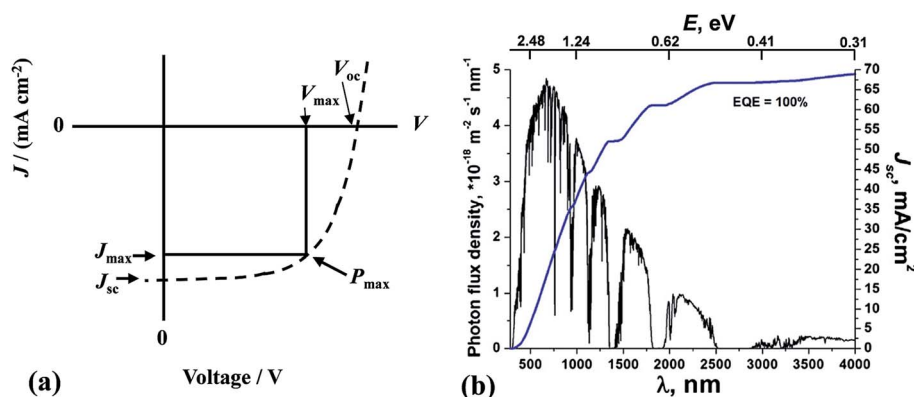 V_oc
V_max
0
V
J / (mA cm⁻²)
J_max
J_sc
P_max
0
Voltage / V
(a)
E, eV
2.48 1.24 0.62 0.41 0.31
Photon flux density, *10⁻¹⁸ m⁻² s⁻¹ nm⁻¹
5
4
3
2
1
0
EQE = 100%
70
65
60
55
50
45
40
35
30
25
20
15
10
5
0
J_sc, mA/cm²
500 1000 1500 2000 2500 3000 3500 4000
λ, nm
(b)